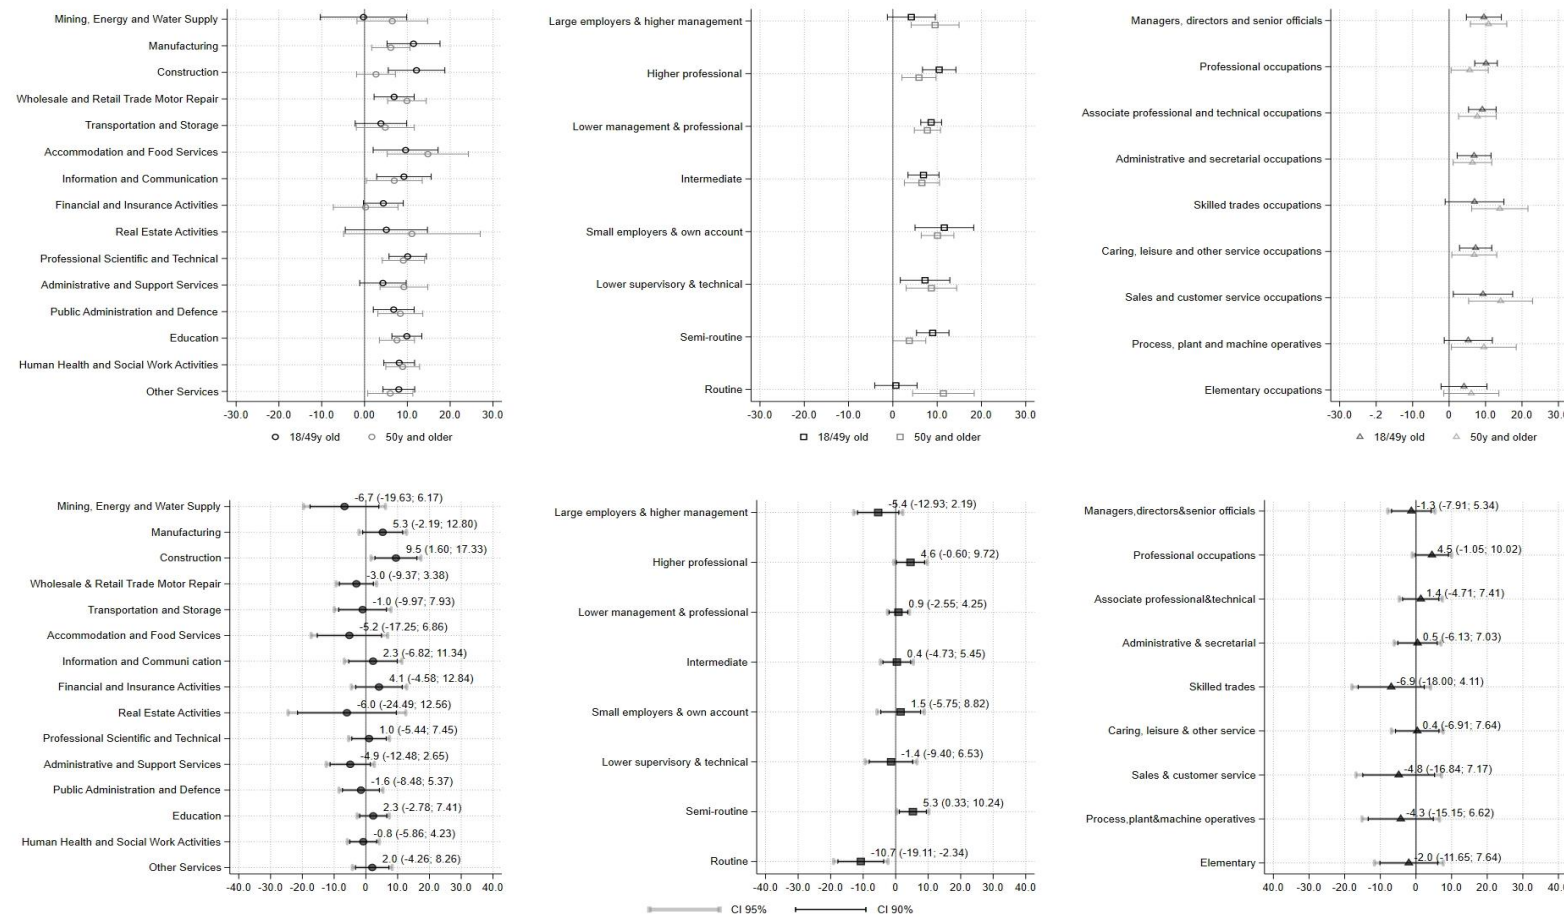 Mining, Energy and Water Supply
Manufacturing
Construction
Wholesale and Retail Trade Motor Repair
Transportation and Storage
Accommodation and Food Services
Information and Communication
Financial and Insurance Activities
Real Estate Activities
Professional Scientific and Technical
Administrative and Support Services
Public Administration and Defence
Education
Human Health and Social Work Activities
Other Services
-30.0 -20.0 -10.0 0.00 10.0 20.0 30.0
18/49y old 50y and older
Large employers & higher management
Higher professional
Lower management & professional
Intermediate
Small employers & own account
Lower supervisory & technical
Semi-routine
Routine
-30.0 -20.0 -10.0 0.0 10.0 20.0 30.0
18/49y old 50y and older
Managers, directors and senior officials
Professional occupations
Associate professional and technical occupations
Administrative and secretarial occupations
Skilled trades occupations
Caring, leisure and other service occupations
Sales and customer service occupations
Process, plant and machine operatives
Elementary occupations
-30.0 -.2 -10.0 0 10.0 20.0 30.0
18/49y old 50y and older
Mining, Energy and Water Supply -6.7 (-19.63; 6.17)
Manufacturing 5.3 (-2.19; 12.80)
Construction 9.5 (1.60; 17.33)
Wholesale & Retail Trade Motor Repair -3.0 (-9.37; 3.38)
Transportation and Storage -1.0 (-9.97; 7.93)
Accommodation and Food Services -5.2 (-17.25; 6.86)
Information and Communi cation 2.3 (-6.82; 11.34)
Financial and Insurance Activities 4.1 (-4.58; 12.84)
Real Estate Activities -6.0 (-24.49; 12.56)
Professional Scientific and Technical 1.0 (-5.44; 7.45)
Administrative and Support Services -4.9 (-12.48; 2.65)
Public Administration and Defence -1.6 (-8.48; 5.37)
Education 2.3 (-2.78; 7.41)
Human Health and Social Work Activities -0.8 (-5.86; 4.23)
Other Services 2.0 (-4.26; 8.26)
-40.0 -30.0 -20.0 -10.0 0.0 10.0 20.0 30.0 40.0
Large employers & higher management -5.4 (-12.93; 2.19)
Higher professional 4.6 (-0.60; 9.72)
Lower management & professional 0.9 (-2.55; 4.25)
Intermediate 0.4 (-4.73; 5.45)
Small employers & own account 1.5 (-5.75; 8.82)
Lower supervisory & technical -1.4 (-9.40; 6.53)
Semi-routine 5.3 (0.33; 10.24)
Routine -10.7 (-19.11; -2.34)
-40.0 -30.0 -20.0 -10.0 0.0 10.0 20.0 30.0 40.0
Managers,directors&senior officials -1.3 (-7.91; 5.34)
Professional occupations 4.5 (-1.05; 10.02)
Associate professional&technical 1.4 (-4.71; 7.41)
Administrative & secretarial 0.5 (-6.13; 7.03)
Skilled trades -6.9 (-18.00; 4.11)
Caring, leisure & other service 0.4 (-6.91; 7.64)
Sales & customer service -4.8 (-16.84; 7.17)
Process,plant&machine operatives -4.3 (-15.15; 6.62)
Elementary -2.0 (-11.65; 7.64)
40.0 -30.0 -20.0 -10.0 0 10.0 20.0 30.0 40.
CI 95% CI 90%